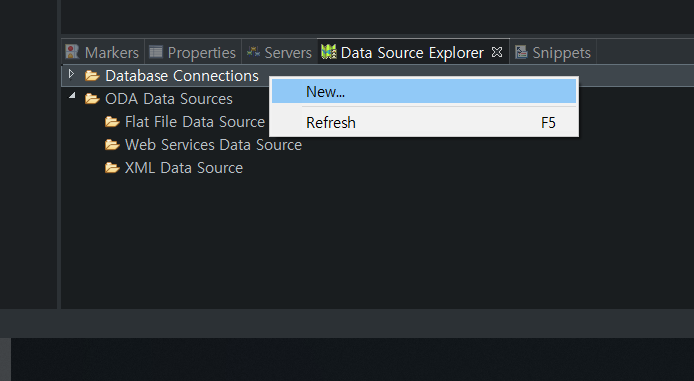 Markers Properties Servers Data Source Explorer Snippets
Database Connections
New...
ODA Data Sources
Flat File Data Source
Refresh F5
Web Services Data Source
XML Data Source